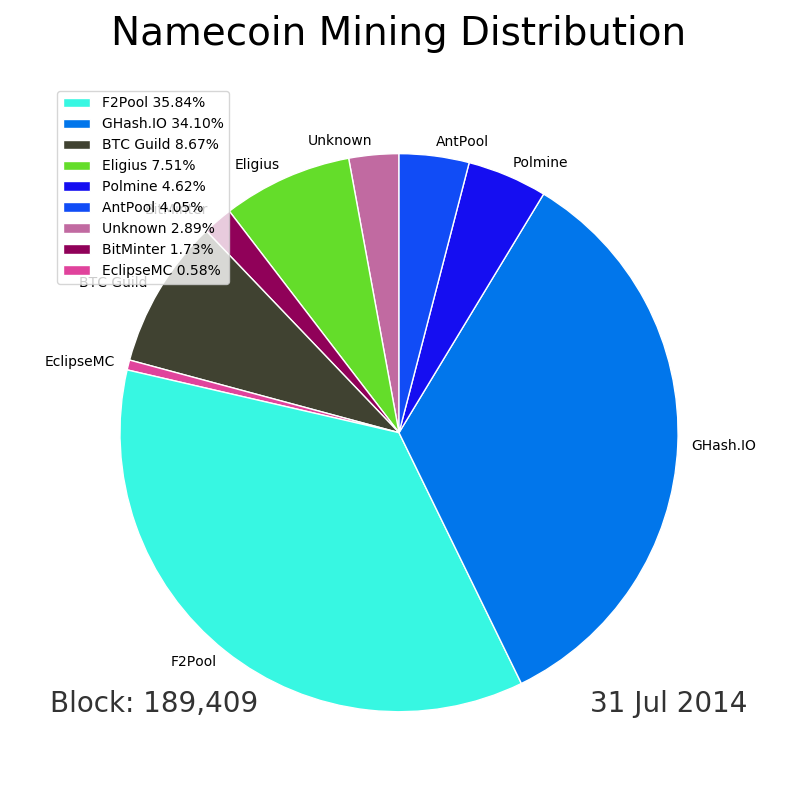 Namecoin Mining Distribution
F2Pool 35.84%
GHash.IO 34.10%
BTC Guild 8.67%
Eligius 7.51%
Polmine 4.62%
AntPool 4.05%
Unknown 2.89%
BitMinter 1.73%
EclipseMC 0.58%
Unknown
AntPool
Eligius
Polmine
BitMinter
BTC Guild
EclipseMC
GHash.IO
F2Pool
Block: 189,409
31 Jul 2014